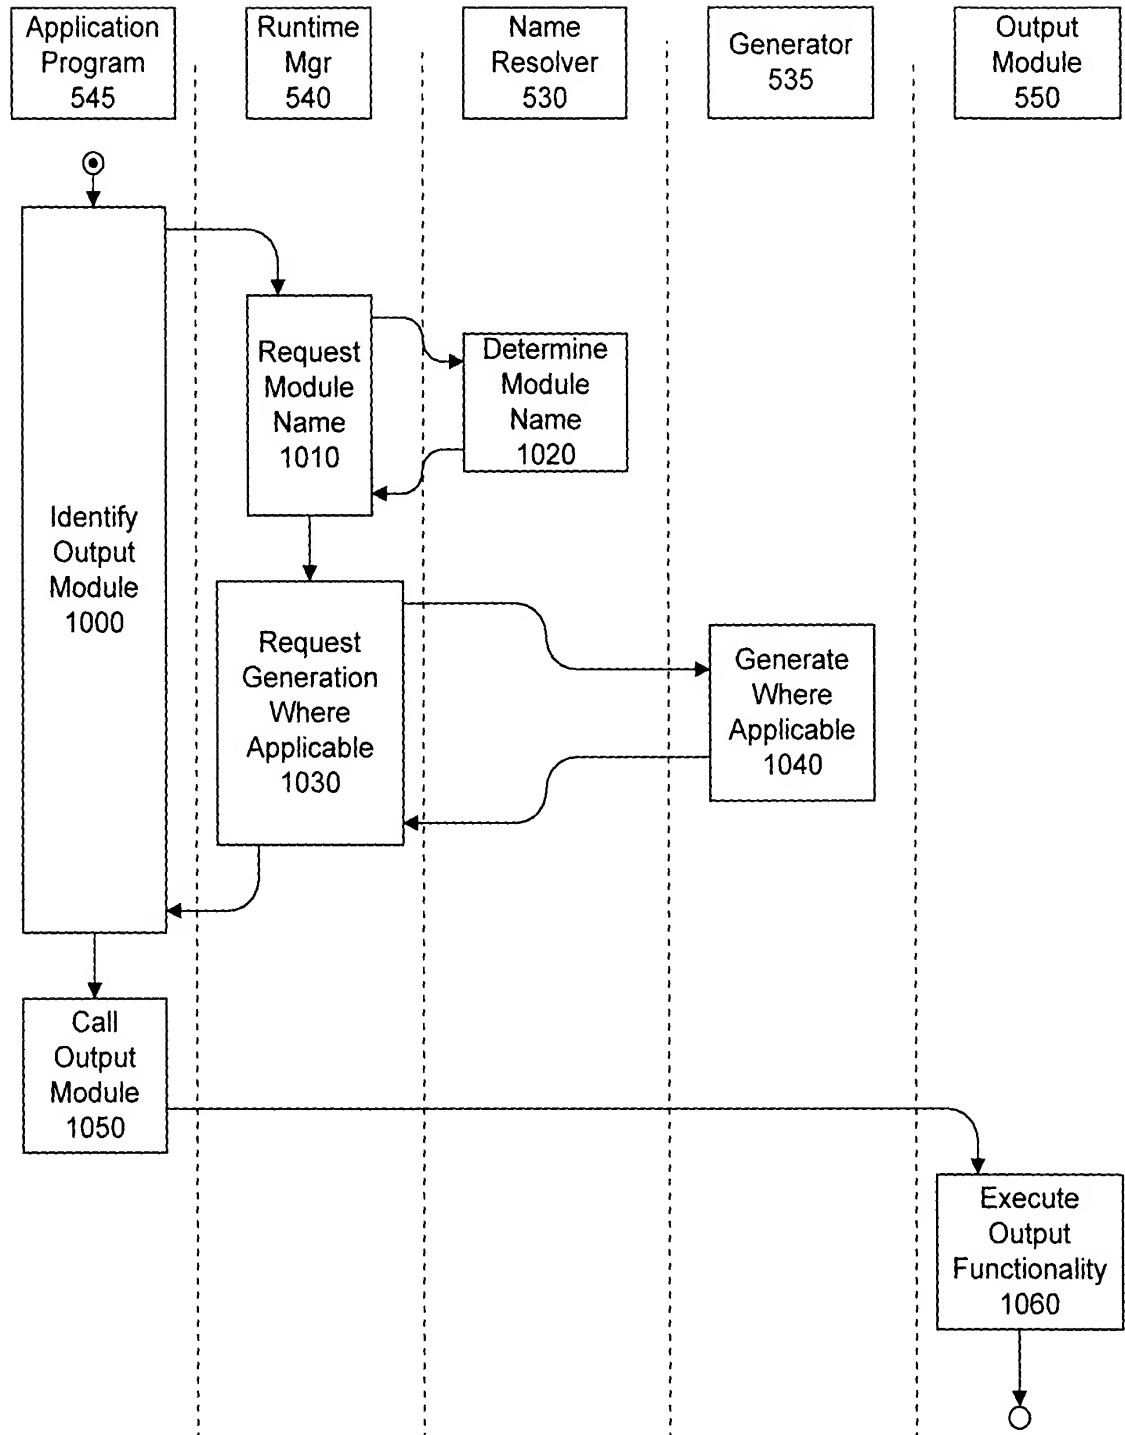 Application
Program
545
Runtime
Mgr
540
Name
Resolver
530
Generator
535
Output
Module
550
Request
Module
Name
1010
Determine
Module
Name
1020
Identify
Output
Module
1000
Request
Generation
Where
Applicable
1030
Generate
Where
Applicable
1040
Call
Output
Module
1050
Execute
Output
Functionality
1060